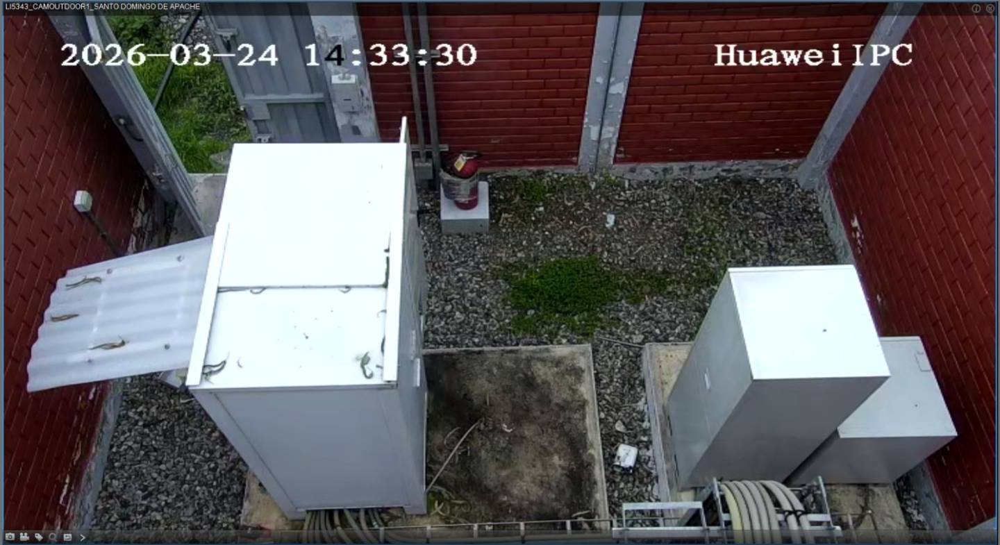 LI5343_CAMOUTDOOR1_SANTO DOMINGO DE APACHE
2026-03-24 14:33:30
HuaweiIPC